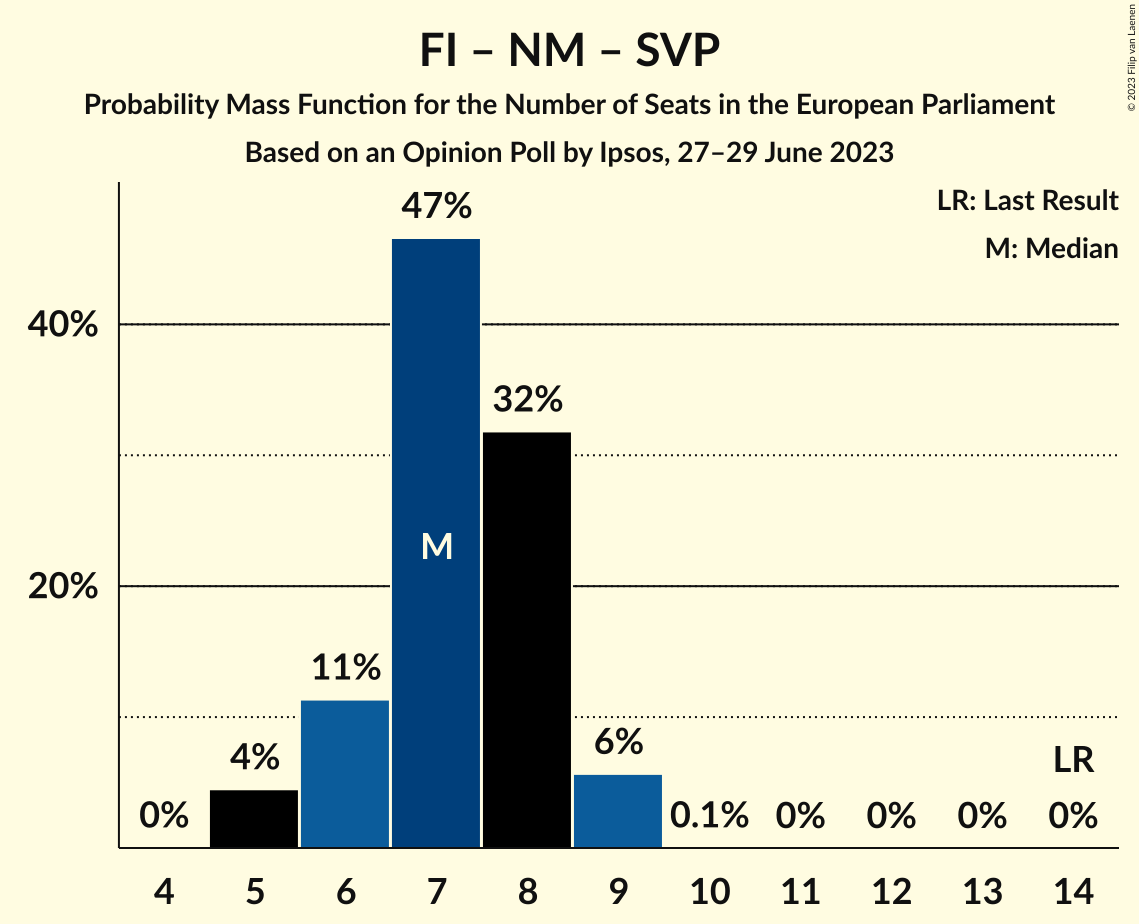 FI – NM – SVP
Probability Mass Function for the Number of Seats in the European Parliament
Based on an Opinion Poll by Ipsos, 27–29 June 2023
© 2023 Filip van Laenen
LR: Last Result
M: Median
47%
40%
32%
M
20%
11%
6%
4%
LR
0%
0.1%
0%
0%
0%
0%
4 5 6 7 8 9 10 11 12 13 14